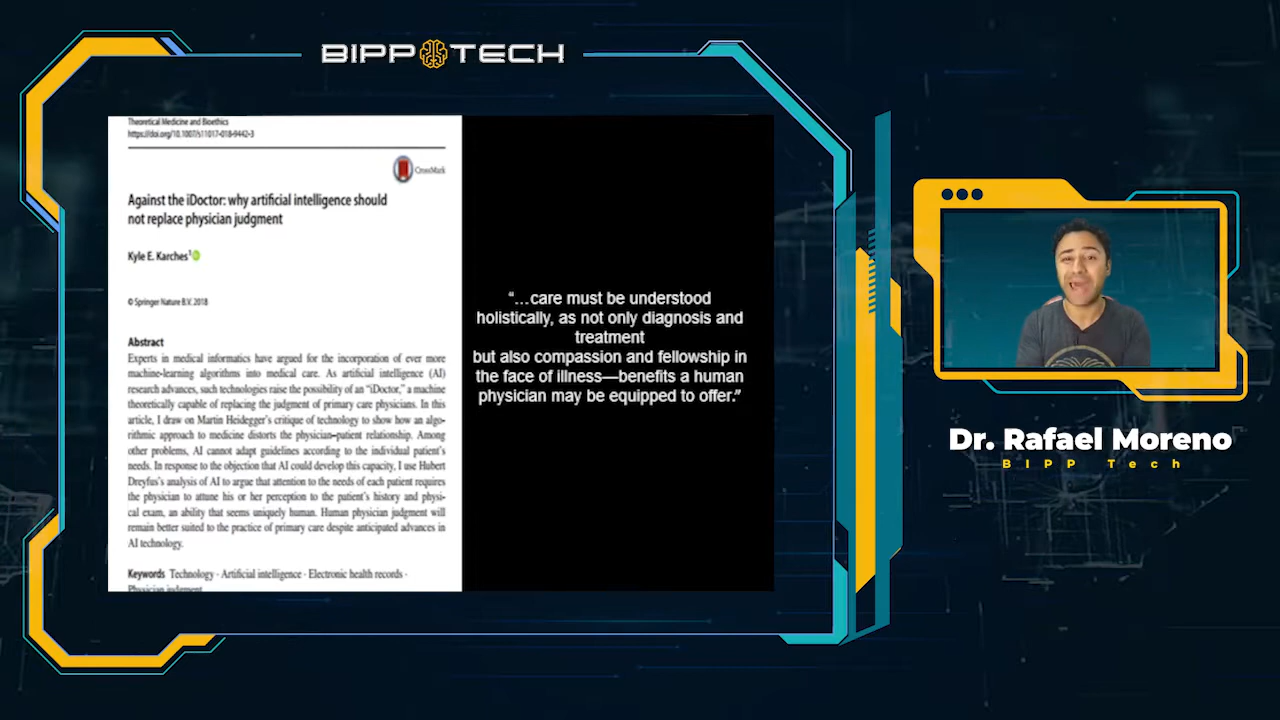 BIPP TECH
Theoretical Medicine and Bioethics
https://doi.org/10.1007/s11017-018-9442-3
CrossMark
Against the iDoctor: why artificial intelligence should
not replace physician judgment
Kyle E. Karches¹
© Springer Nature B.V. 2018
Abstract
Experts in medical informatics have argued for the incorporation of ever more
machine-learning algorithms into medical care. As artificial intelligence (AI)
research advances, such technologies raise the possibility of an “iDoctor,” a machine
theoretically capable of replacing the judgment of primary care physicians. In this
article, I draw on Martin Heidegger’s critique of technology to show how an algo-
rithmic approach to medicine distorts the physician–patient relationship. Among
other problems, AI cannot adapt guidelines according to the individual patient’s
needs. In response to the objection that AI could develop this capacity, I use Hubert
Dreyfus’s analysis of AI to argue that attention to the needs of each patient requires
the physician to attune his or her perception to the patient’s history and physi-
cal exam, an ability that seems uniquely human. Human physician judgment will
remain better suited to the practice of primary care despite anticipated advances in
AI technology.
Keywords Technology · Artificial intelligence · Electronic health records ·
Physician judgment
“…care must be understood
holistically, as not only diagnosis and
treatment
but also compassion and fellowship in
the face of illness—benefits a human
physician may be equipped to offer.”
Dr. Rafael Moreno
BIPP Tech